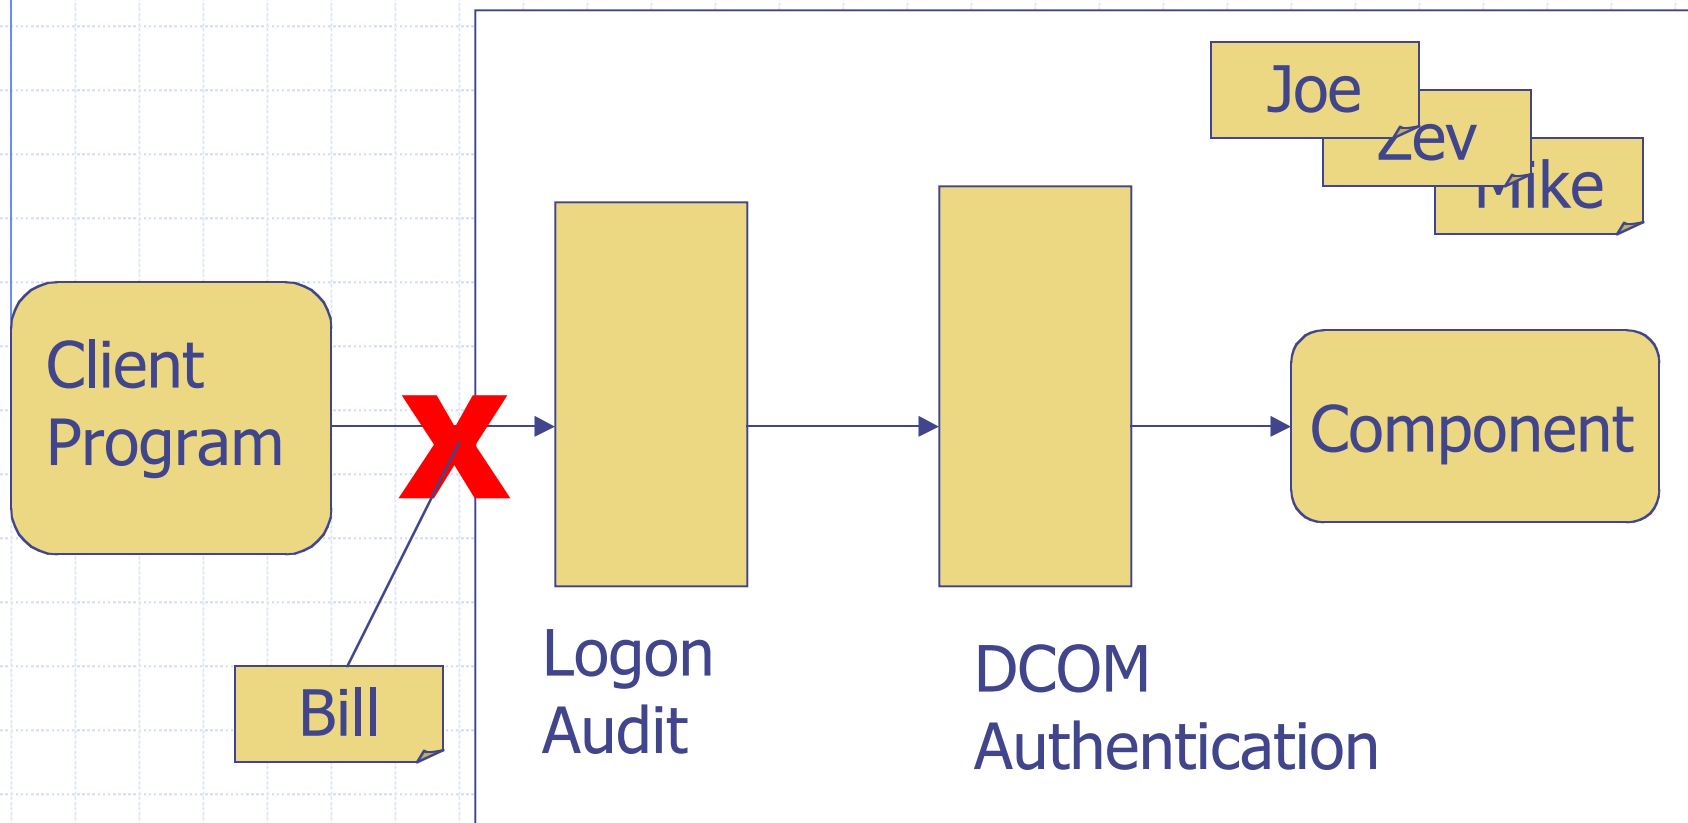 Joe
Zev
Mike
Client
Program
X
Component
Logon
Audit
DCOM
Authentication
Bill